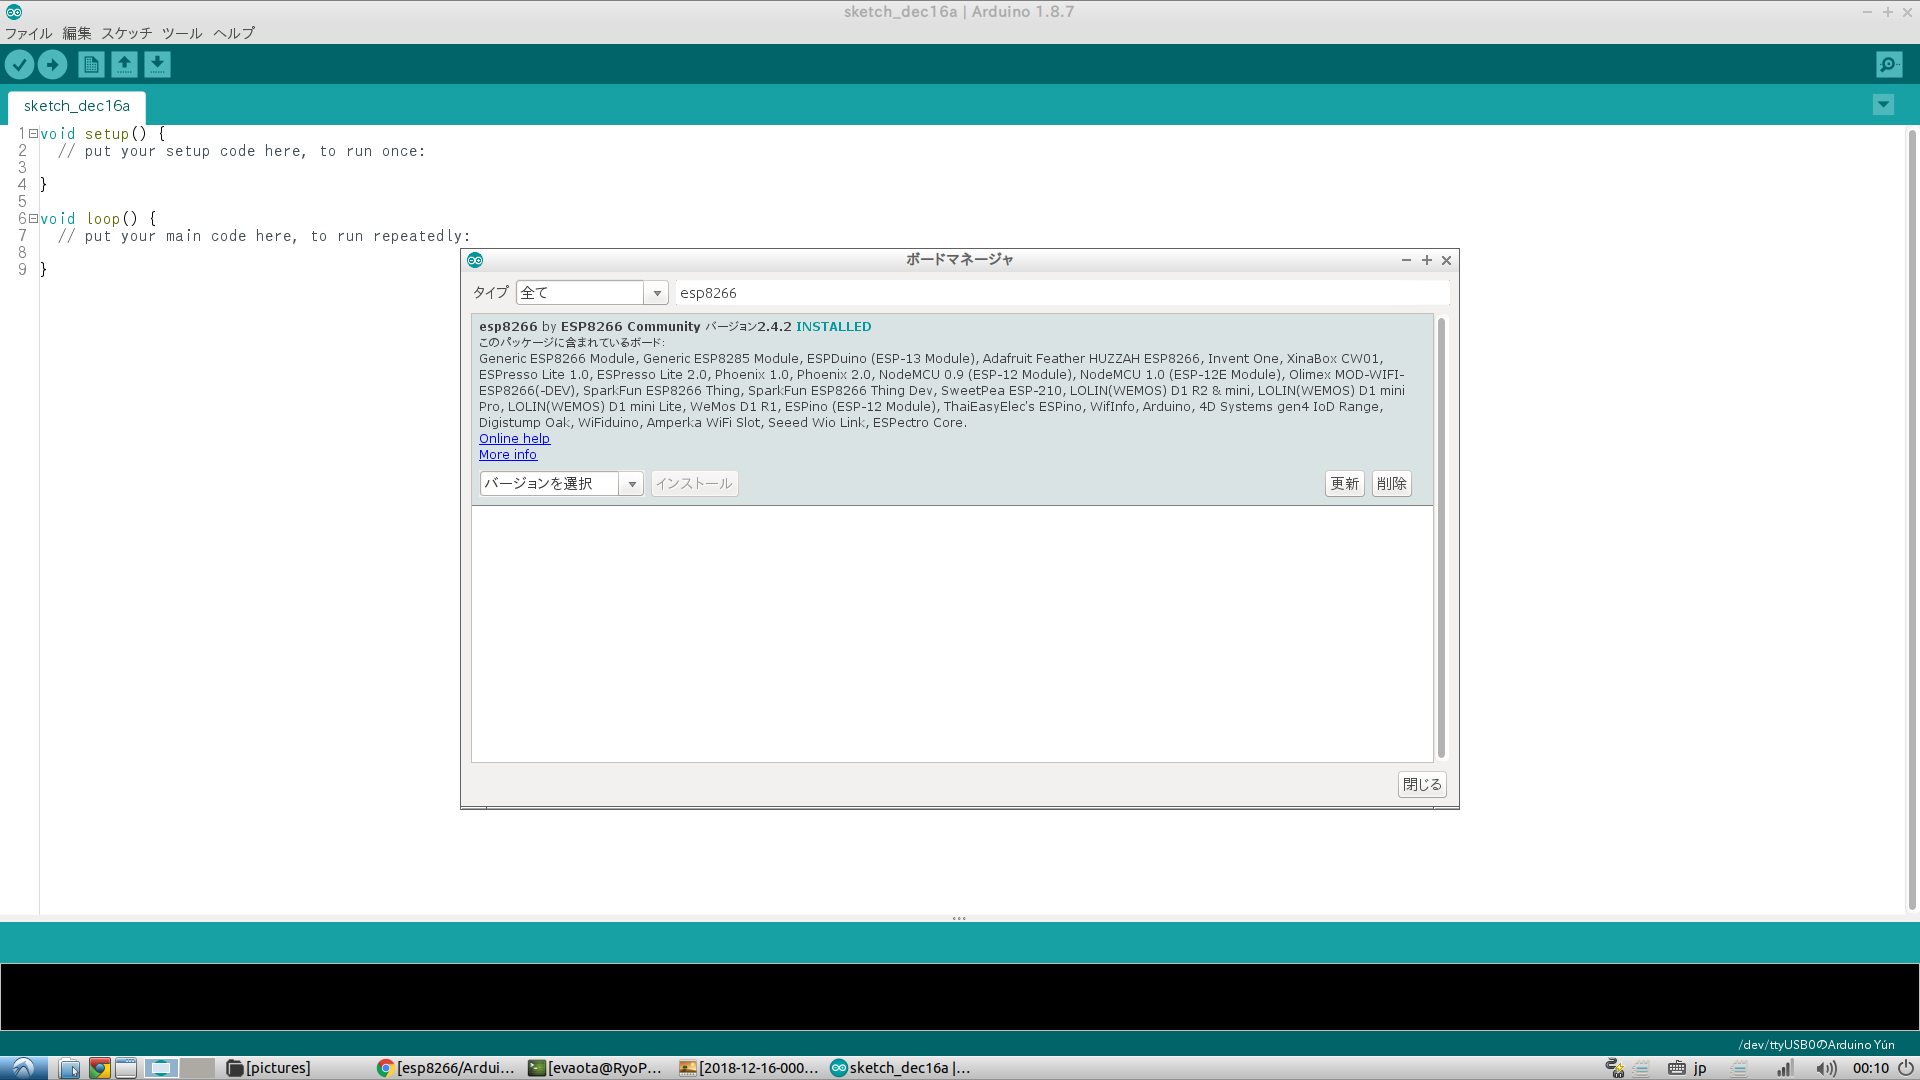 sketch_dec16a | Arduino 1.8.7
ファイル 編集 スケッチ ツール ヘルプ
sketch_dec16a
1 void setup() {
2 // put your setup code here, to run once:
3
4 }
5
6 void loop() {
7 // put your main code here, to run repeatedly:
8
9 }
ボードマネージャ
タイプ 全て esp8266
esp8266 by ESP8266 Community バージョン2.4.2 INSTALLED
このパッケージに含まれているボード:
Generic ESP8266 Module, Generic ESP8285 Module, ESPDuino (ESP-13 Module), Adafruit Feather HUZZAH ESP8266, Invent One, XinaBox CW01,
ESPresso Lite 1.0, ESPresso Lite 2.0, Phoenix 1.0, Phoenix 2.0, NodeMCU 0.9 (ESP-12 Module), NodeMCU 1.0 (ESP-12E Module), Olimex MOD-WIFI-
ESP8266(-DEV), SparkFun ESP8266 Thing, SparkFun ESP8266 Thing Dev, SweetPea ESP-210, LOLIN(WEMOS) D1 R2 & mini, LOLIN(WEMOS) D1 mini
Pro, LOLIN(WEMOS) D1 mini Lite, WeMos D1 R1, ESPino (ESP-12 Module), ThaiEasyElec's ESPino, WifInfo, Arduino, 4D Systems gen4 IoD Range,
Digistump Oak, WiFiduino, Amperka WiFi Slot, Seeed Wio Link, ESPectro Core.
Online help
More info
バージョンを選択 インストール 更新 削除
閉じる
/dev/ttyUSB0のArduino Yún
[pictures] [esp8266/Ardui... [evaota@RyoP... [2018-12-16-000... sketch_dec16a |... jp 00:10